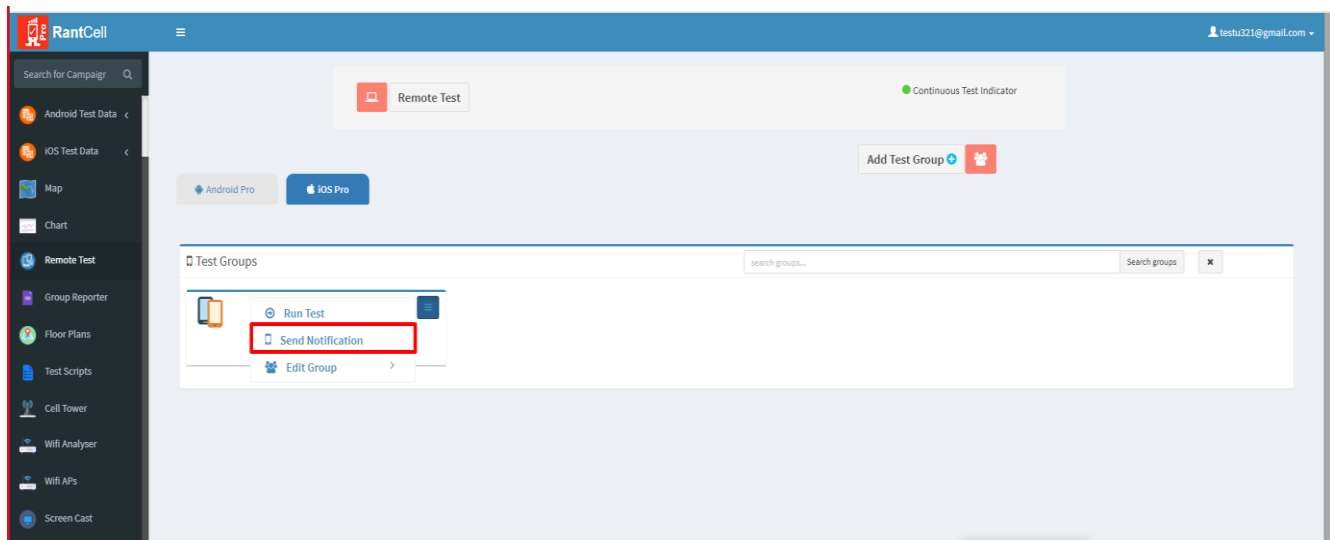 Pro RantCell
testu321@gmail.com
Search for Campaigr
Remote Test
Continuous Test Indicator
Android Test Data
iOS Test Data
Add Test Group
Map
Android Pro
iOS Pro
Chart
Remote Test
Test Groups
search groups...
Search groups
Group Reporter
Run Test
Send Notification
Edit Group
Floor Plans
Test Scripts
Cell Tower
Wifi Analyser
Wifi APs
Screen Cast